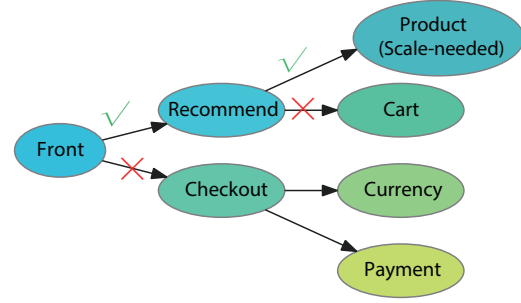 Product
(Scale-needed)
Recommend
Cart
Front
Checkout
Currency
Payment